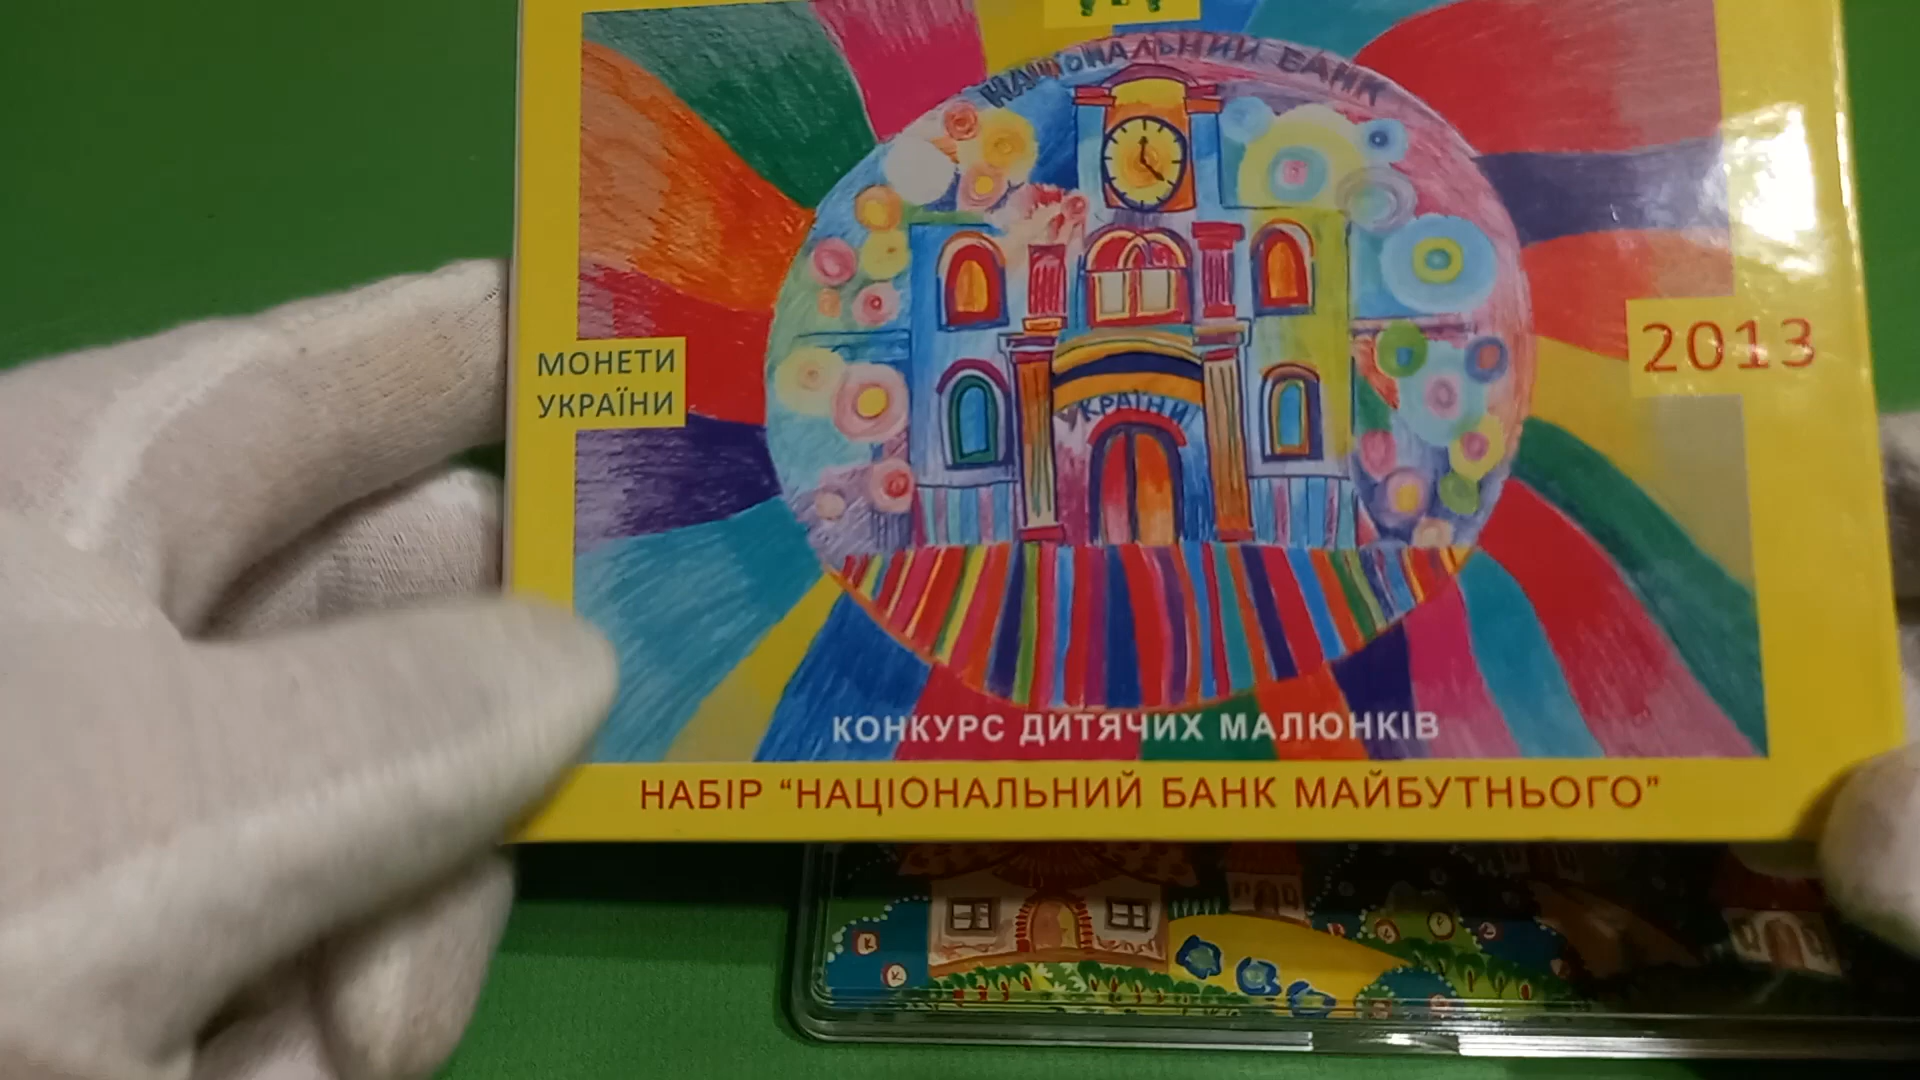 НАЦІОНАЛЬНИЙ БАНК
УКРАЇНИ
МОНЕТИ
УКРАЇНИ
2013
КОНКУРС ДИТЯЧИХ МАЛЮНКІВ
НАБІР “НАЦІОНАЛЬНИЙ БАНК МАЙБУТНЬОГО”